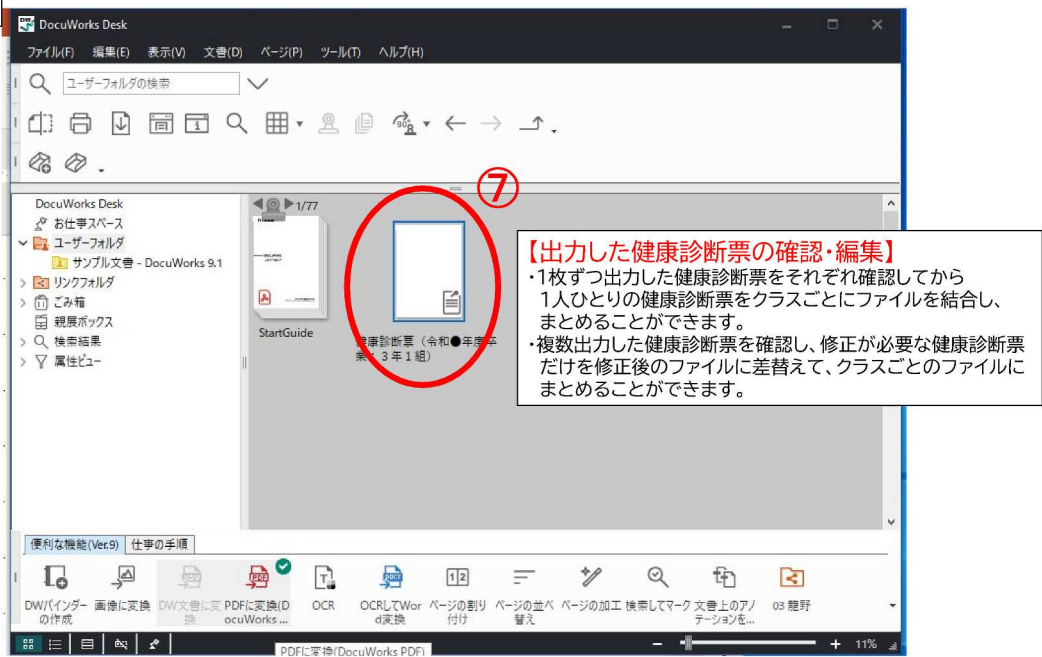 DocuWorks Desk
ファイル(F) 編集(E) 表示(V) 文書(D) ページ(P) ツール(T) ヘルプ(H)
ユーザーフォルダの検索
DocuWorks Desk
お仕事スペース
ユーザーフォルダ
サンプル文書 - DocuWorks 9.1
リンクフォルダ
ごみ箱
親展ボックス
検索結果
属性ビュー
1/77
StartGuide
健康診断票（令和●年度卒
業：３年１組）
⑦
【出力した健康診断票の確認・編集】
・1枚ずつ出力した健康診断票をそれぞれ確認してから
1人ひとりの健康診断票をクラスごとにファイルを結合し、
まとめることができます。
・複数出力した健康診断票を確認し、修正が必要な健康診断票
だけを修正後のファイルに差替えて、クラスごとのファイルに
まとめることができます。
便利な機能(Ver.9) 仕事の手順
DWバインダー
の作成
画像に変換
DW文書に変
換
PDFに変換(D
ocuWorks ...
OCR
OCRしてWor
d変換
ページの割り
付け
ページの並べ
替え
ページの加工
検索してマーク
文書上のアノ
テーションを...
03 龍野
PDFに変換(DocuWorks PDF)
11%